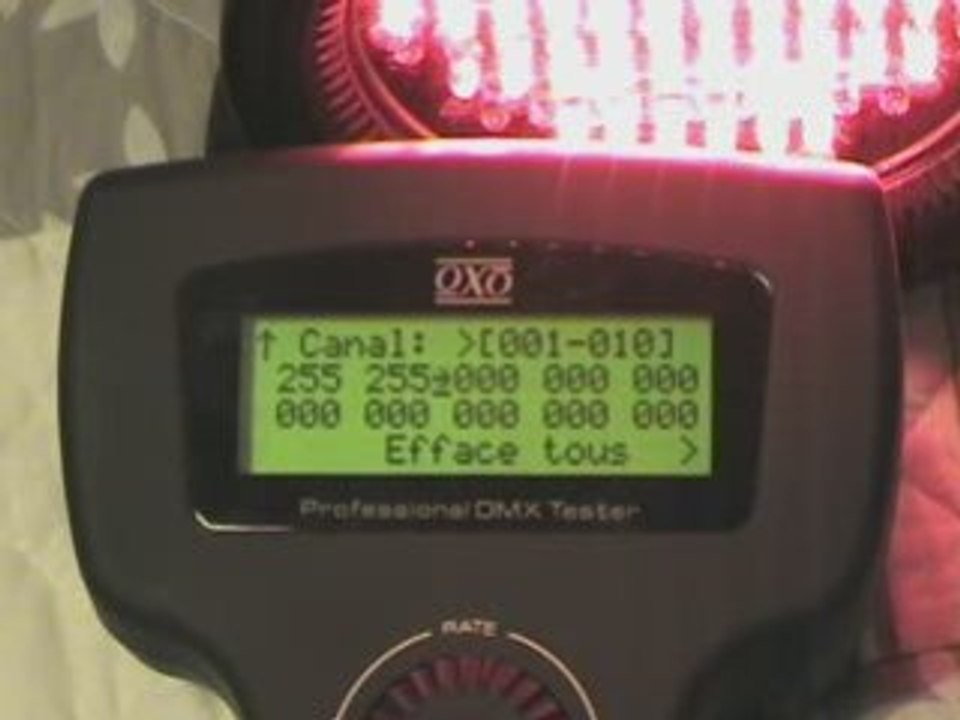 OXO
↑ Canal: >[001-010]
255 255±000 000 000
000 000 000 000 000
Efface tous >
Professional DMX Tester
RATE